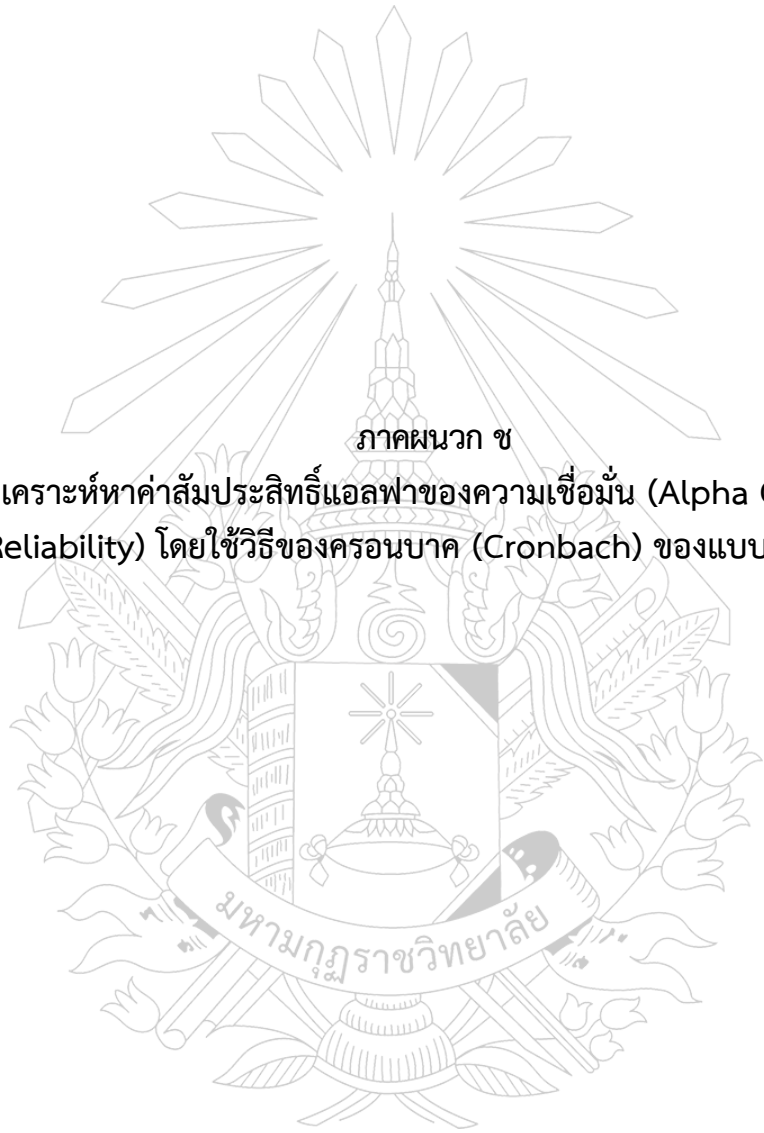 ภาคผนวก ช
เคราะห์หาค่าสัมประสิทธิ์แอลฟาของความเชื่อมั่น (Alpha
Reliability) โดยใช้วิธีของครอนบาค (Cronbach) ของแบบ
มหามกุฏราชวิทยาลัย